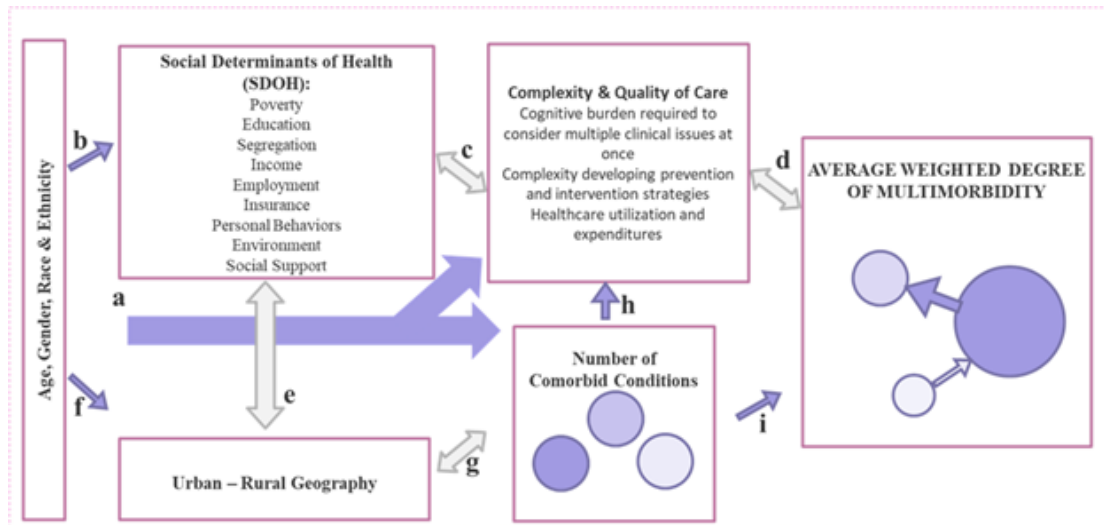 Age, Gender, Race & Ethnicity
b
a
f
Social Determinants of Health
(SDOH):
Poverty
Education
Segregation
Income
Employment
Insurance
Personal Behaviors
Environment
Social Support
c
e
Urban – Rural Geography
g
Complexity & Quality of Care
Cognitive burden required to
consider multiple clinical issues at
once
Complexity developing prevention
and intervention strategies
Healthcare utilization and
expenditures
h
Number of
Comorbid Conditions
d
i
AVERAGE WEIGHTED DEGREE
OF MULTIMORBIDITY